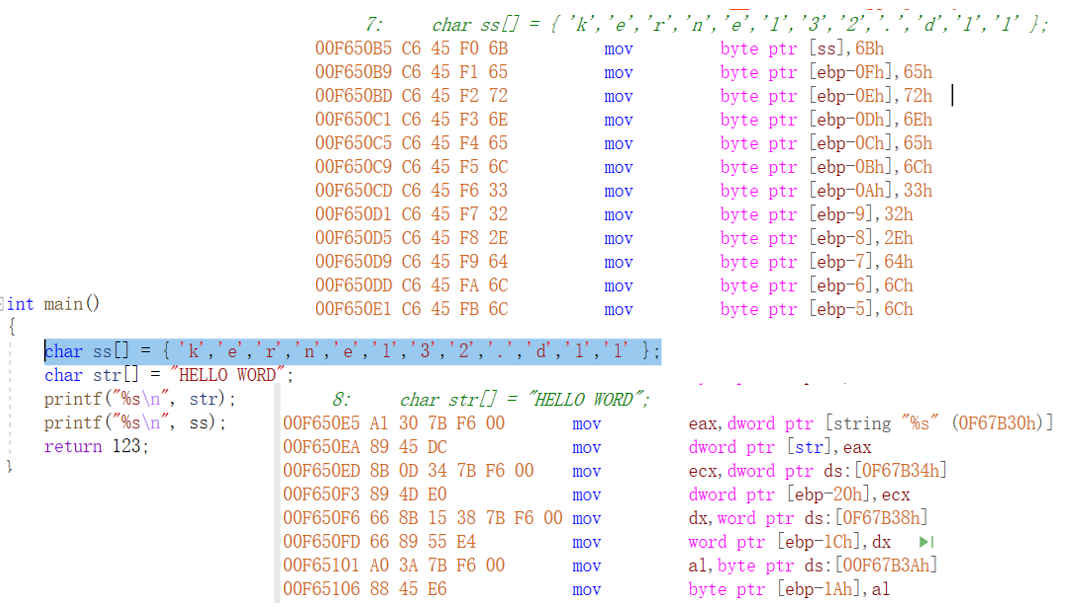 7: char ss[] = { 'k','e','r','n','e','l','3','2','.','d','l','l' };
00F650B5 C6 45 F0 6B mov byte ptr [ss],6Bh
00F650B9 C6 45 F1 65 mov byte ptr [ebp-0Fh],65h
00F650BD C6 45 F2 72 mov byte ptr [ebp-0Eh],72h
00F650C1 C6 45 F3 6E mov byte ptr [ebp-0Dh],6Eh
00F650C5 C6 45 F4 65 mov byte ptr [ebp-0Ch],65h
00F650C9 C6 45 F5 6C mov byte ptr [ebp-0Bh],6Ch
00F650CD C6 45 F6 33 mov byte ptr [ebp-0Ah],33h
00F650D1 C6 45 F7 32 mov byte ptr [ebp-9],32h
00F650D5 C6 45 F8 2E mov byte ptr [ebp-8],2Eh
00F650D9 C6 45 F9 64 mov byte ptr [ebp-7],64h
00F650DD C6 45 FA 6C mov byte ptr [ebp-6],6Ch
00F650E1 C6 45 FB 6C mov byte ptr [ebp-5],6Ch
int main()
{
char ss[] = { 'k','e','r','n','e','l','3','2','.','d','l','l' };
char str[] = "HELLO WORD";
printf("%s\n", str);
printf("%s\n", ss);
return 123;
}
8: char str[] = "HELLO WORD";
00F650E5 A1 30 7B F6 00 mov eax,dword ptr [string "%s" (0F67B30h)]
00F650EA 89 45 DC mov dword ptr [str],eax
00F650ED 8B 0D 34 7B F6 00 mov ecx,dword ptr ds:[0F67B34h]
00F650F3 89 4D E0 mov dword ptr [ebp-20h],ecx
00F650F6 66 8B 15 38 7B F6 00 mov dx,word ptr ds:[0F67B38h]
00F650FD 66 89 55 E4 mov word ptr [ebp-1Ch],dx
00F65101 A0 3A 7B F6 00 mov al,byte ptr ds:[00F67B3Ah]
00F65106 88 45 E6 mov byte ptr [ebp-1Ah],al